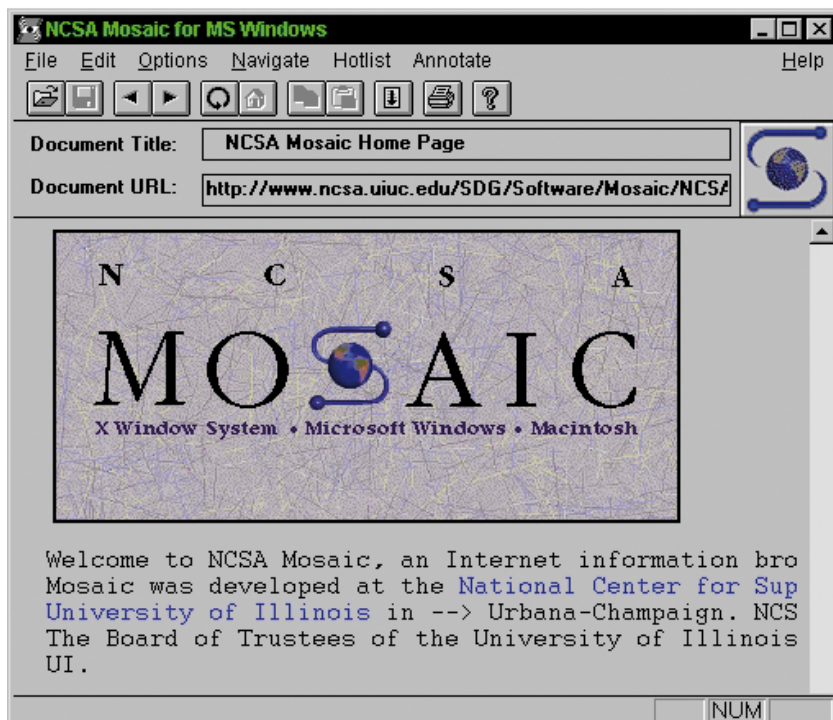 NCSA Mosaic for MS Windows
File Edit Options Navigate Hotlist Annotate Help
Document Title: NCSA Mosaic Home Page
Document URL: http://www.ncsa.uiuc.edu/SDG/Software/Mosaic/NCSA
N C S A
MOSAIC
X Window System • Microsoft Windows • Macintosh
Welcome to NCSA Mosaic, an Internet information bro
Mosaic was developed at the National Center for Sup
University of Illinois in --> Urbana-Champaign. NCS
The Board of Trustees of the University of Illinois
UI.
NUM